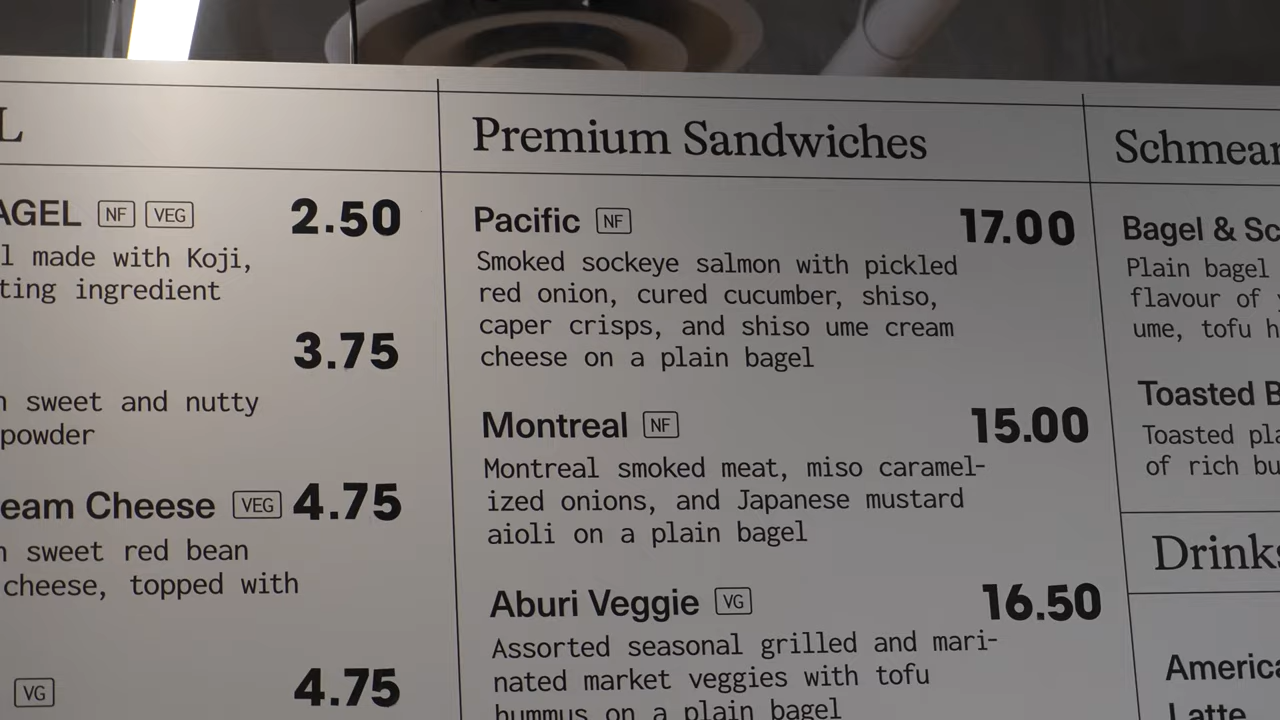 L
AGEL NF VEG 2.50
l made with Koji,
ting ingredient
3.75
sweet and nutty
powder
eam Cheese VEG 4.75
sweet red bean
cheese, topped with
VG 4.75
Premium Sandwiches
Pacific NF 17.00
Smoked sockeye salmon with pickled
red onion, cured cucumber, shiso,
caper crisps, and shiso ume cream
cheese on a plain bagel
Montreal NF 15.00
Montreal smoked meat, miso caramel-
ized onions, and Japanese mustard
aioli on a plain bagel
Aburi Veggie VG 16.50
Assorted seasonal grilled and mari-
nated market veggies with tofu
hummus on a plain bagel
Schmear
Bagel & Sc
Plain bagel
flavour of
ume, tofu h
Toasted B
Toasted pla
of rich bu
Drinks
America
Latte